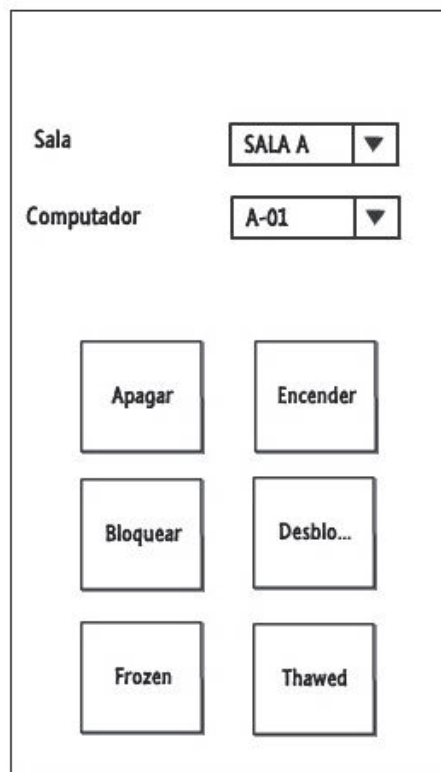 Sala SALA A
Computador A-01
Apagar Encender
Bloquear Desblo...
Frozen Thawed